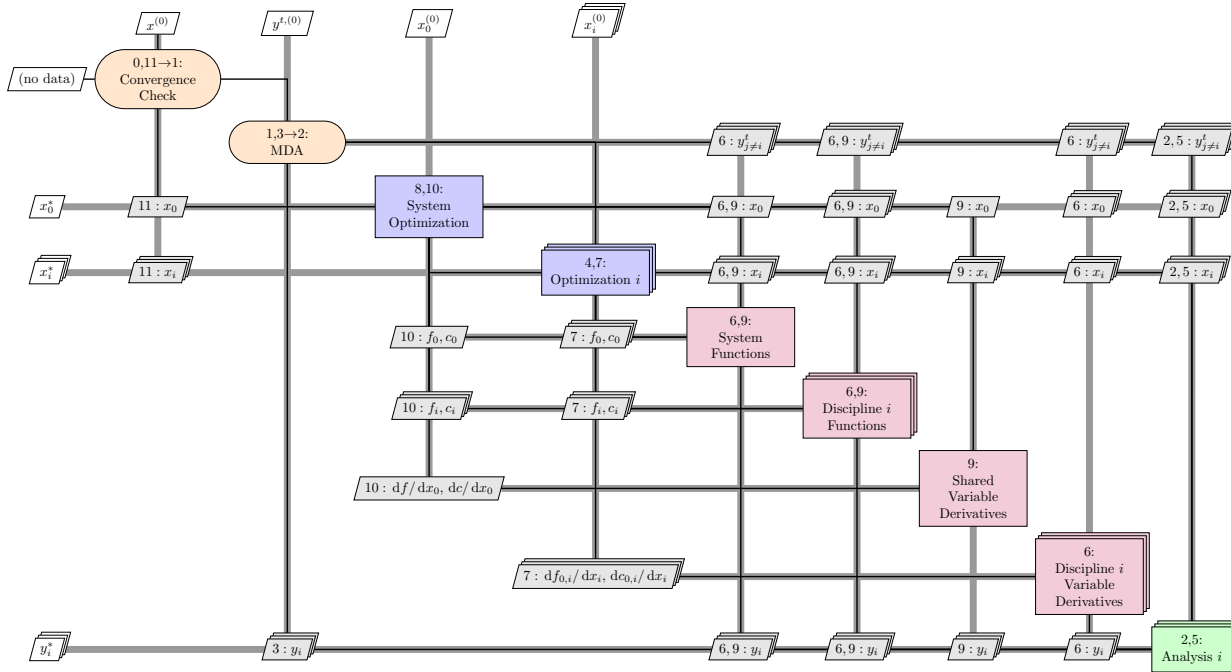 x^{(0)}
y^{t,(0)}
x_0^{(0)}
x_i^{(0)}
(no data)
0,11→1:
Convergence
Check
1,3→2:
MDA
6 : y^t_{j≠i}
6, 9 : y^t_{j≠i}
6 : y^t_{j≠i}
2, 5 : y^t_{j≠i}
x_0^*
11 : x_0
8,10:
System
Optimization
6, 9 : x_0
6, 9 : x_0
9 : x_0
6 : x_0
2, 5 : x_0
x_i^*
11 : x_i
4,7:
Optimization i
6, 9 : x_i
6, 9 : x_i
9 : x_i
6 : x_i
2, 5 : x_i
10 : f_0, c_0
7 : f_0, c_0
6,9:
System
Functions
10 : f_i, c_i
7 : f_i, c_i
6,9:
Discipline i
Functions
10 : df/dx_0, dc/dx_0
9:
Shared
Variable
Derivatives
7 : df_{0,i}/dx_i, dc_{0,i}/dx_i
6:
Discipline i
Variable
Derivatives
y_i^*
3 : y_i
6, 9 : y_i
6, 9 : y_i
9 : y_i
6 : y_i
2,5:
Analysis i